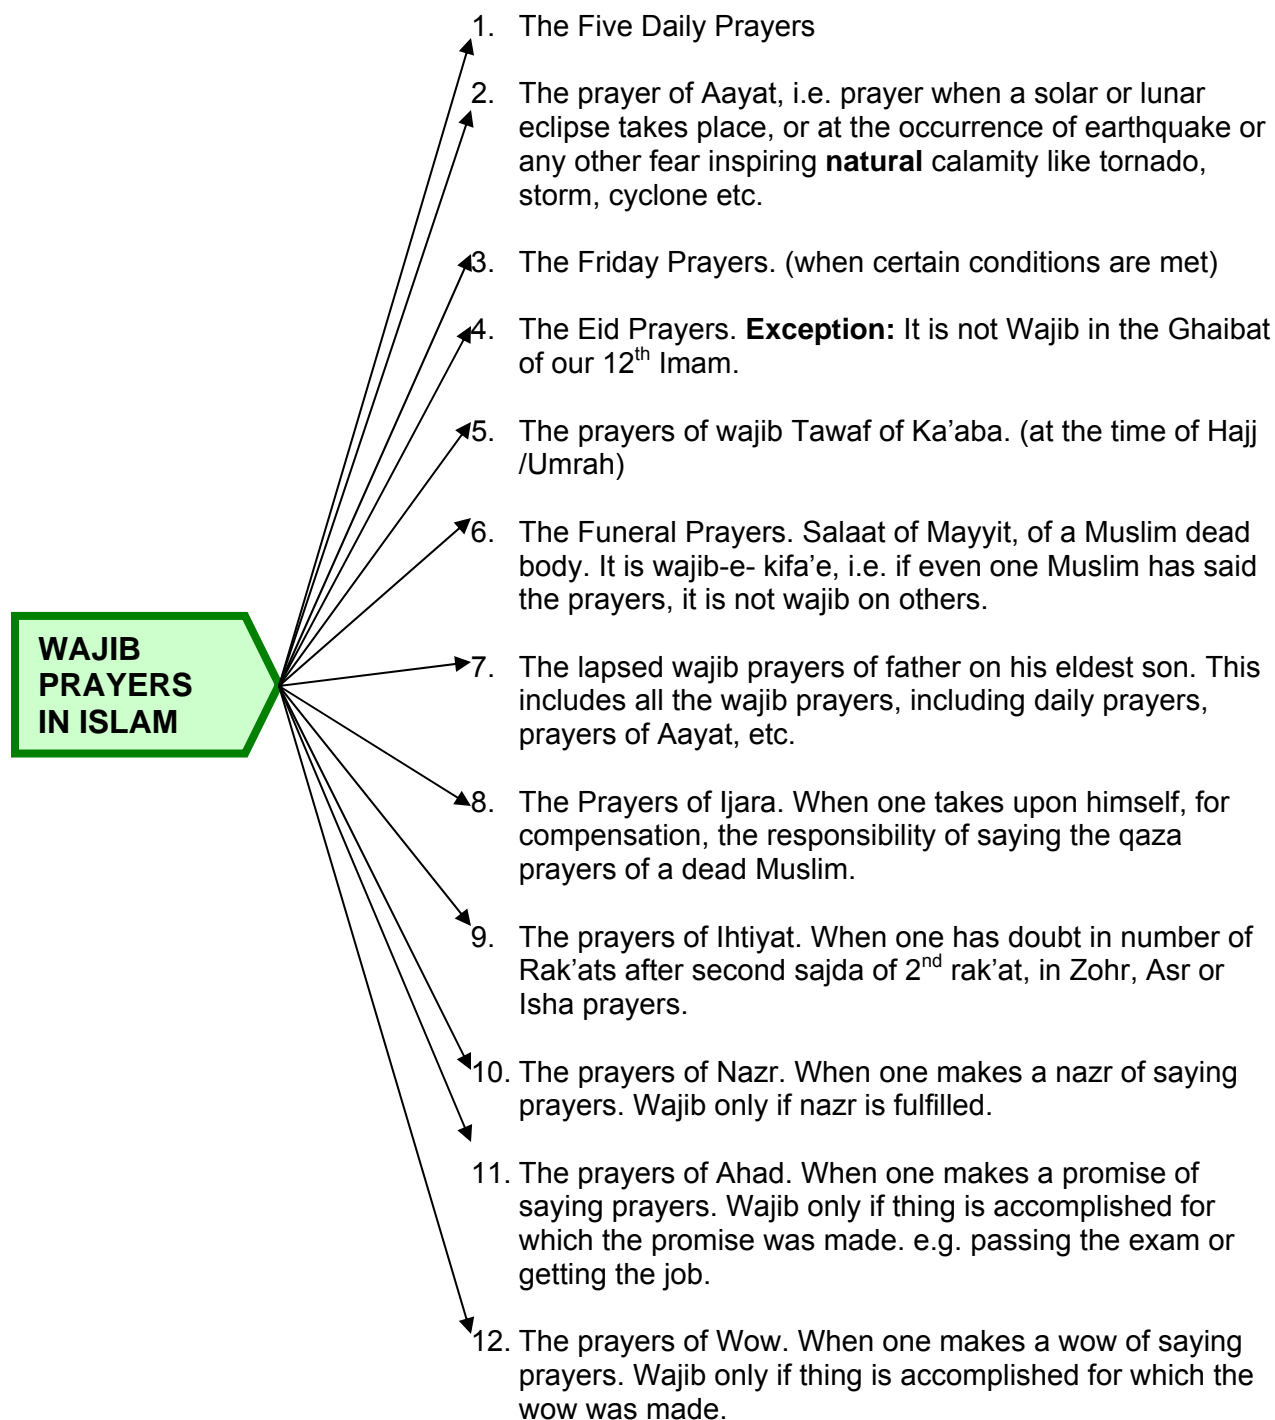 1. The Five Daily Prayers
2. The prayer of Aayat, i.e. prayer when a solar or lunar
eclipse takes place, or at the occurrence of earthquake or
any other fear inspiring natural calamity like tornado,
storm, cyclone etc.
3. The Friday Prayers. (when certain conditions are met)
4. The Eid Prayers. Exception: It is not Wajib in the Ghaibat
of our 12th Imam.
5. The prayers of wajib Tawaf of Ka’aba. (at the time of Hajj
/Umrah)
6. The Funeral Prayers. Salaat of Mayyit, of a Muslim dead
body. It is wajib-e- kifa’e, i.e. if even one Muslim has said
the prayers, it is not wajib on others.
WAJIB
PRAYERS
IN ISLAM
7. The lapsed wajib prayers of father on his eldest son. This
includes all the wajib prayers, including daily prayers,
prayers of Aayat, etc.
8. The Prayers of Ijara. When one takes upon himself, for
compensation, the responsibility of saying the qaza
prayers of a dead Muslim.
9. The prayers of Ihtiyat. When one has doubt in number of
Rak’ats after second sajda of 2nd rak’at, in Zohr, Asr or
Isha prayers.
10. The prayers of Nazr. When one makes a nazr of saying
prayers. Wajib only if nazr is fulfilled.
11. The prayers of Ahad. When one makes a promise of
saying prayers. Wajib only if thing is accomplished for
which the promise was made. e.g. passing the exam or
getting the job.
12. The prayers of Wow. When one makes a wow of saying
prayers. Wajib only if thing is accomplished for which the
wow was made.